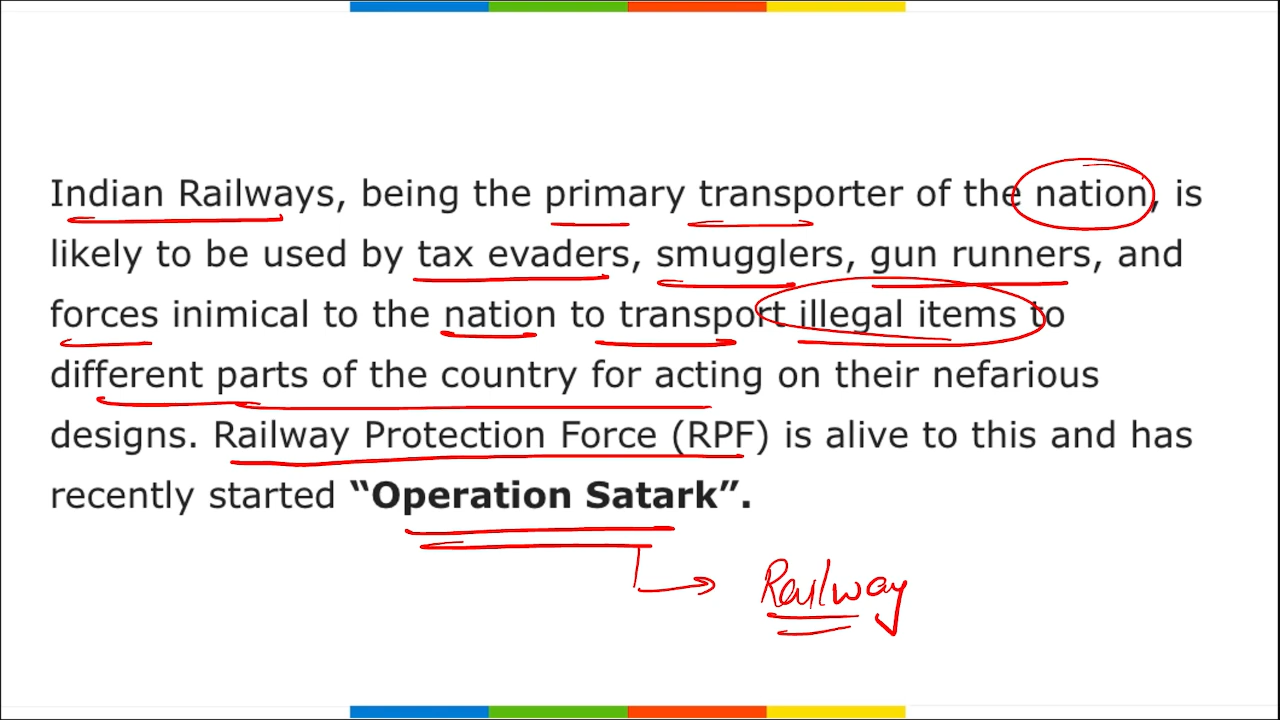 Indian Railways, being the primary transporter of the nation, is
likely to be used by tax evaders, smugglers, gun runners, and
forces inimical to the nation to transport illegal items to
different parts of the country for acting on their nefarious
designs. Railway Protection Force (RPF) is alive to this and has
recently started “Operation Satark”.
Railway